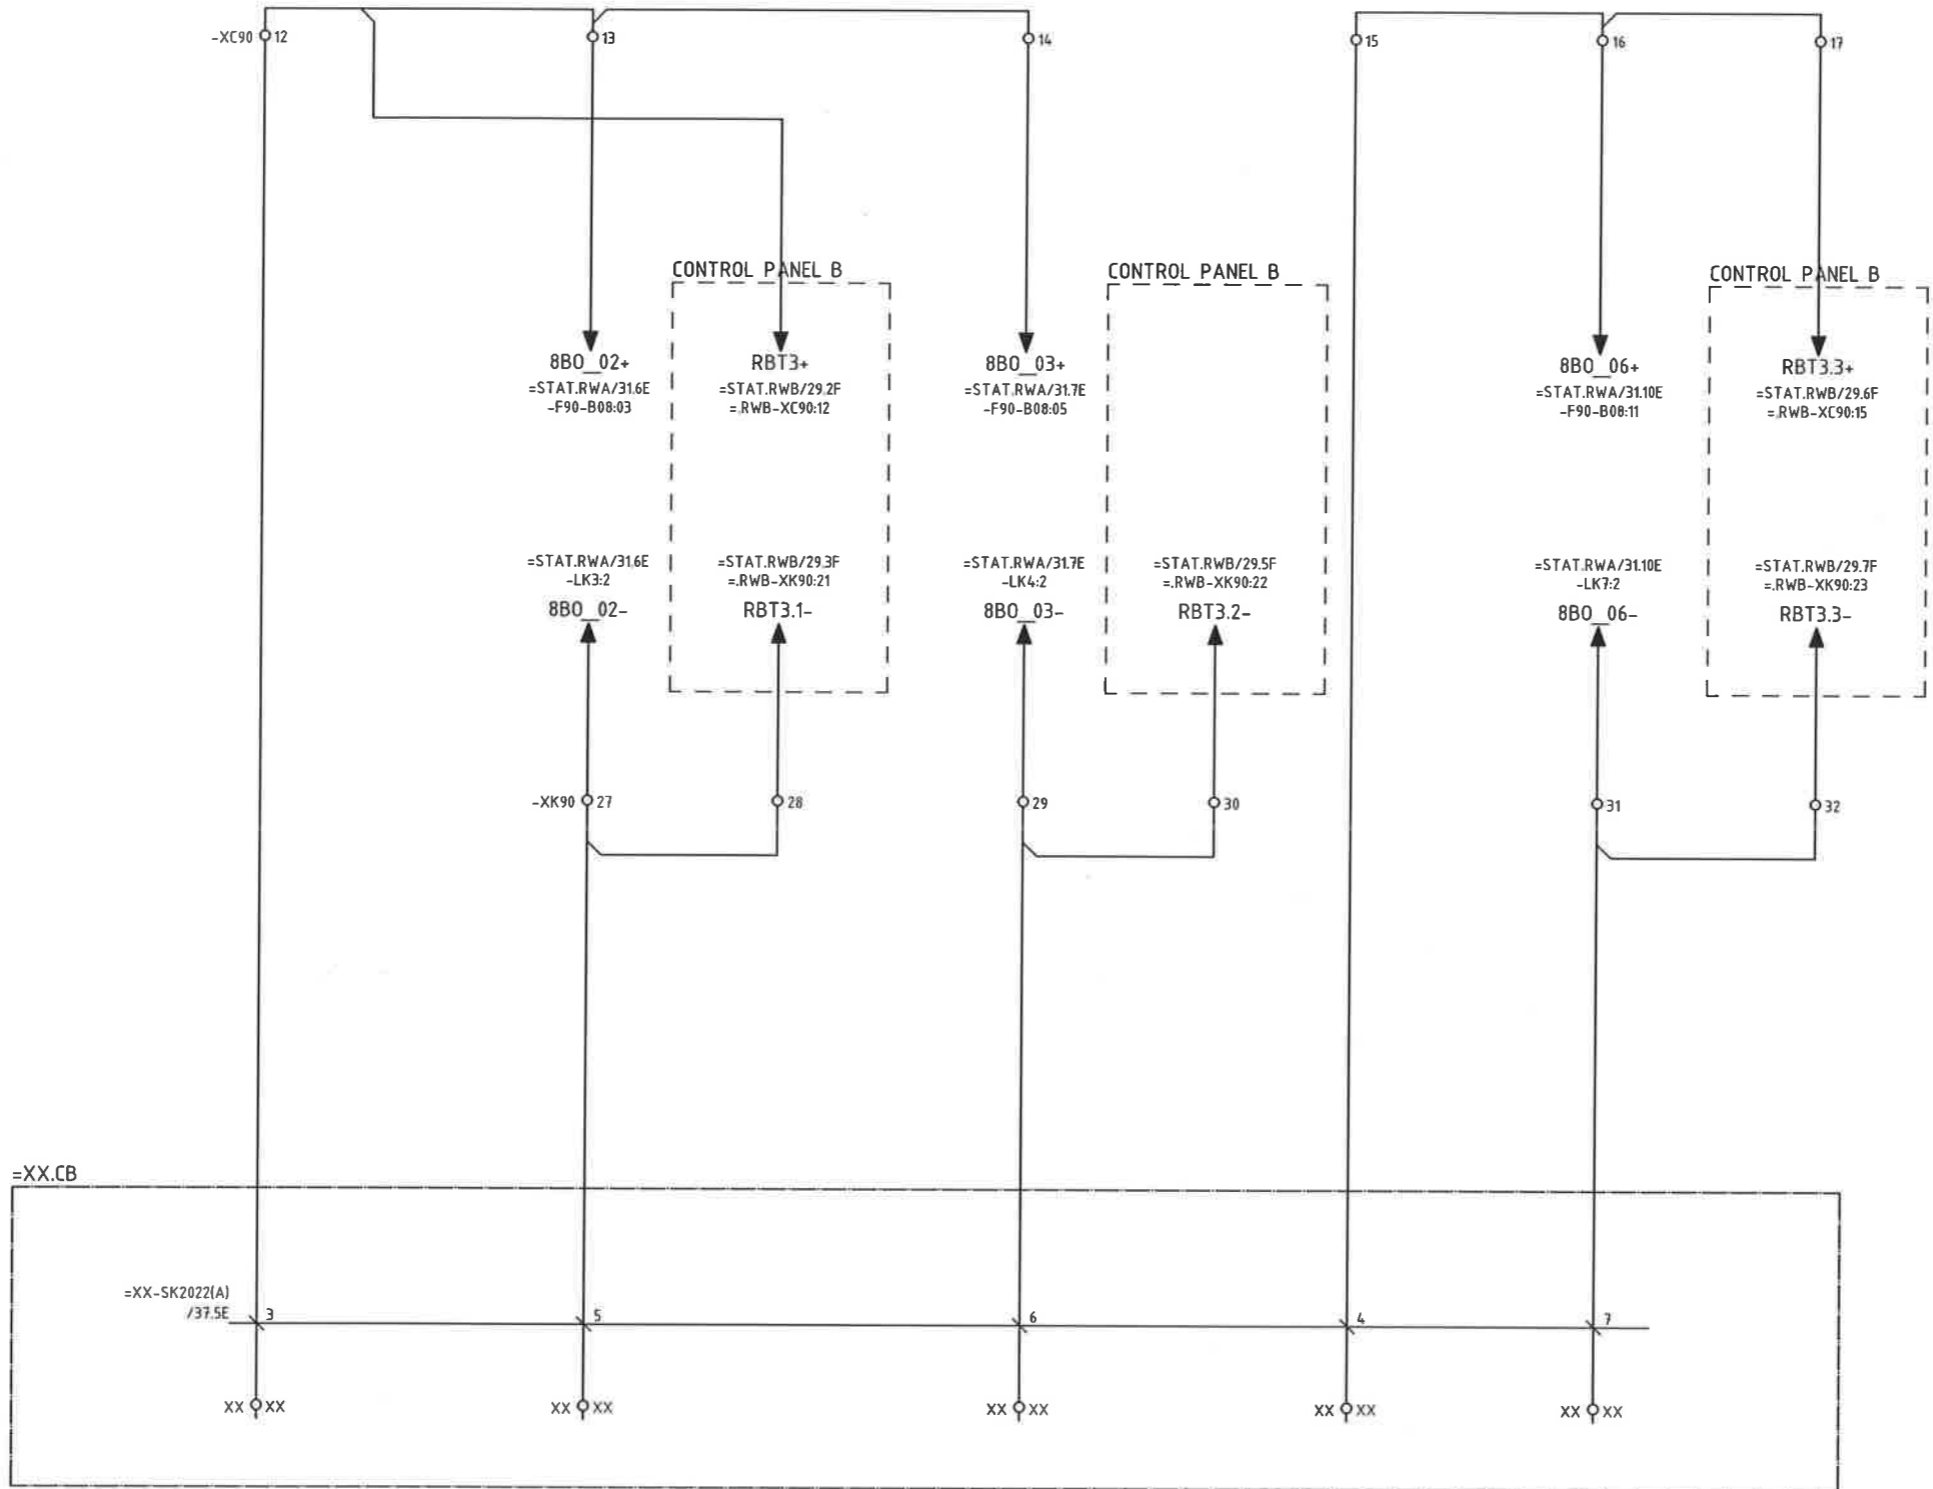 -XC90 12
13
14
15
16
17
CONTROL PANEL B
CONTROL PANEL B
CONTROL PANEL B
8BO_02+
=STAT.RWA/31.6E
-F90-B08:03
RBT3+
=STAT.RWB/29.2F
=.RWB-XC90:12
8BO_03+
=STAT.RWA/31.7E
-F90-B08:05
8BO_06+
=STAT.RWA/31.10E
-F90-B08:11
RBT3.3+
=STAT.RWB/29.6F
=.RWB-XC90:15
=STAT.RWA/31.6E
-LK3:2
8BO_02-
=STAT.RWB/29.3F
=.RWB-XK90:21
RBT3.1-
=STAT.RWA/31.7E
-LK4:2
8BO_03-
=STAT.RWB/29.5F
=.RWB-XK90:22
RBT3.2-
=STAT.RWA/31.10E
-LK7:2
8BO_06-
=STAT.RWB/29.7F
=.RWB-XK90:23
RBT3.3-
-XK90 27
28
29
30
31
32
=XX.CB
=XX-SK2022(A)
/37.5E
3
5
6
4
7
XX XX
XX XX
XX XX
XX XX
XX XX